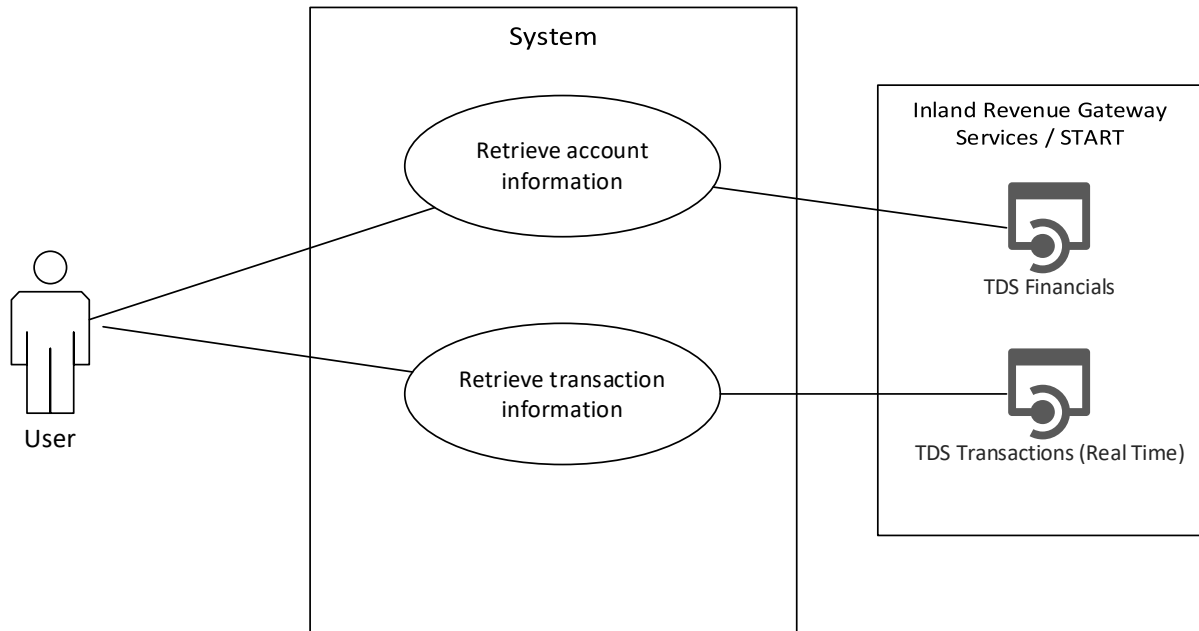 System
Inland Revenue Gateway
Services / START
Retrieve account
information
TDS Financials
Retrieve transaction
information
User
TDS Transactions (Real Time)